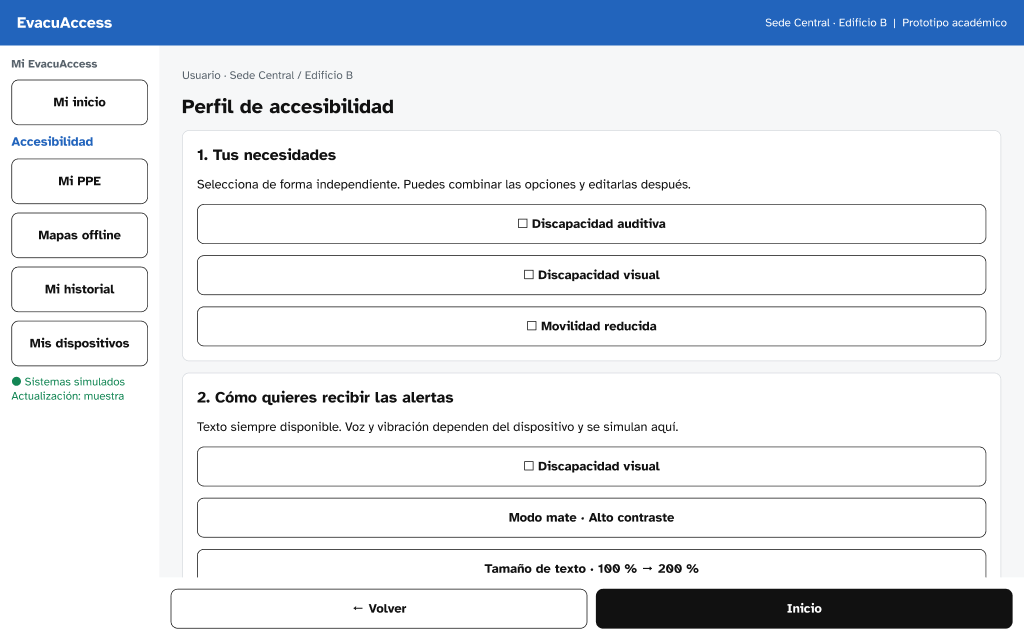 EvacuAccess
Sede Central · Edificio B | Prototipo académico
Mi EvacuAccess
Mi inicio
Accesibilidad
Mi PPE
Mapas offline
Mi historial
Mis dispositivos
● Sistemas simulados
Actualización: muestra
Usuario · Sede Central / Edificio B
Perfil de accesibilidad
1. Tus necesidades
Selecciona de forma independiente. Puedes combinar las opciones y editarlas después.
☐ Discapacidad auditiva
☐ Discapacidad visual
☐ Movilidad reducida
2. Cómo quieres recibir las alertas
Texto siempre disponible. Voz y vibración dependen del dispositivo y se simulan aquí.
☐ Discapacidad visual
Modo mate · Alto contraste
Tamaño de texto · 100 % → 200 %
← Volver
Inicio